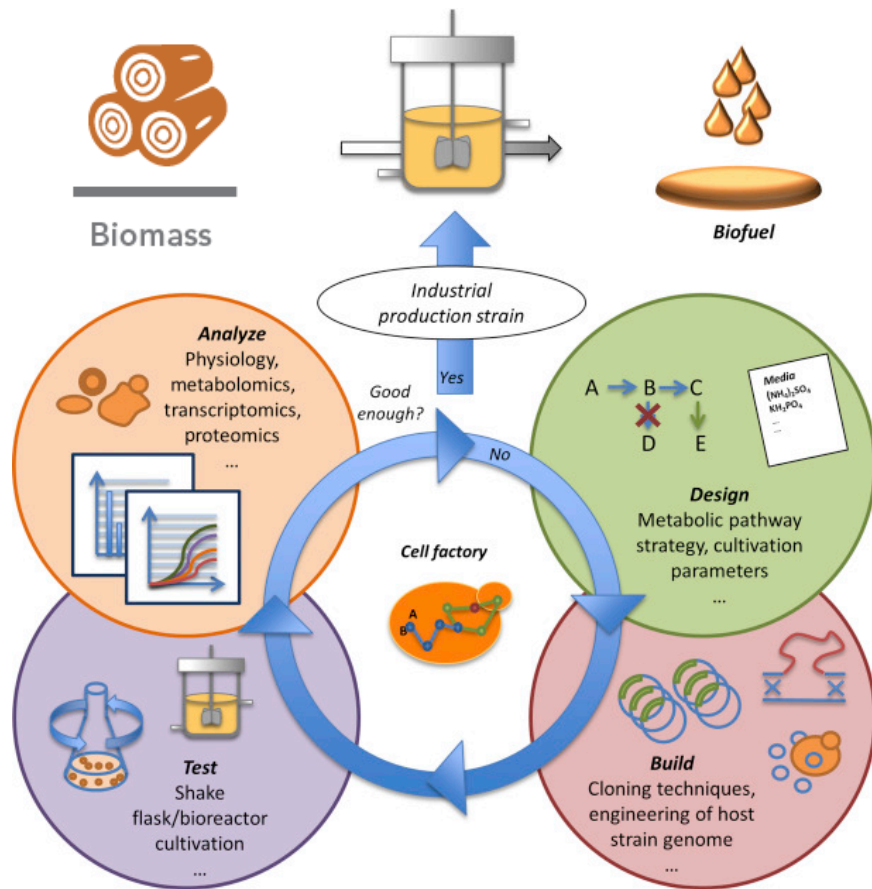 Biomass
Biofuel
Industrial
production strain
Analyze
Physiology,
metabolomics,
transcriptomics,
proteomics
...
Good
enough?
Yes
No
A B C
D E
Media
(NH₄)₂SO₄
KH₂PO₄
...
...
Design
Metabolic pathway
strategy, cultivation
parameters
...
Cell factory
A
B
Test
Shake
flask/bioreactor
cultivation
...
Build
Cloning techniques,
engineering of host
strain genome
...